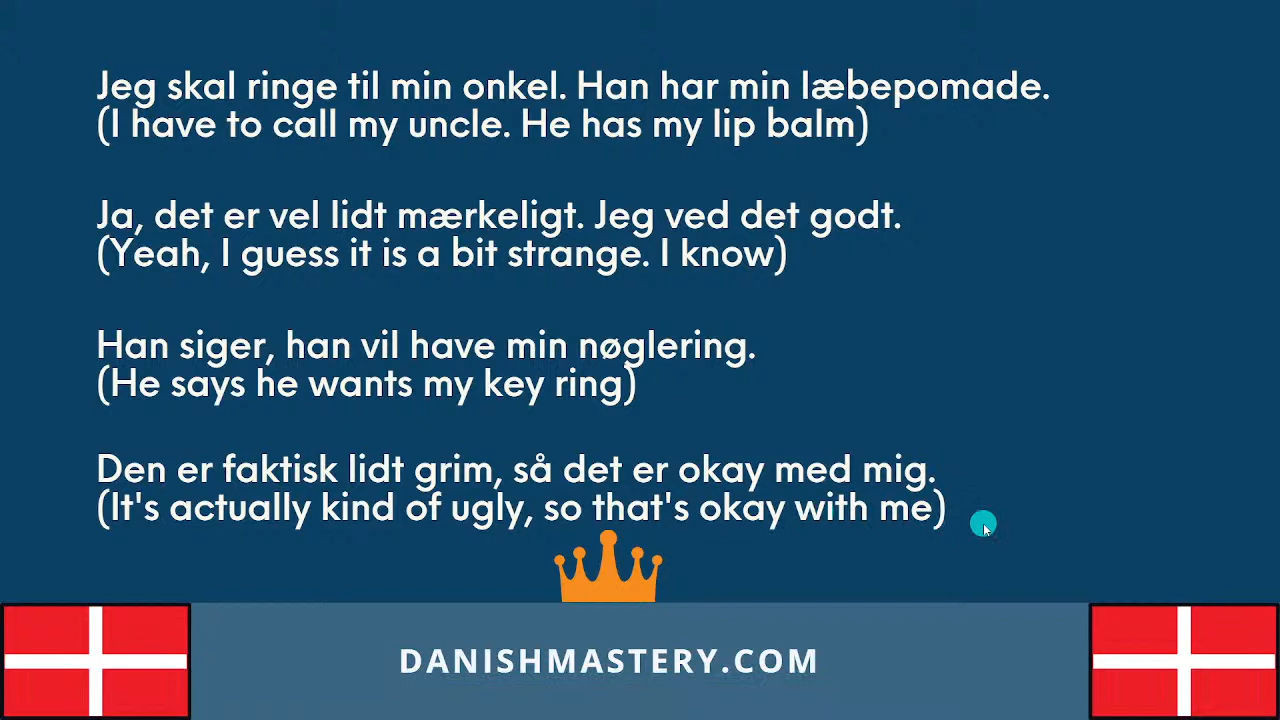 Jeg skal ringe til min onkel. Han har min læbepomade.
(I have to call my uncle. He has my lip balm)
Ja, det er vel lidt mærkeligt. Jeg ved det godt.
(Yeah, I guess it is a bit strange. I know)
Han siger, han vil have min nøglering.
(He says he wants my key ring)
Den er faktisk lidt grim, så det er okay med mig.
(It's actually kind of ugly, so that's okay with me)
DANISHMASTERY.COM